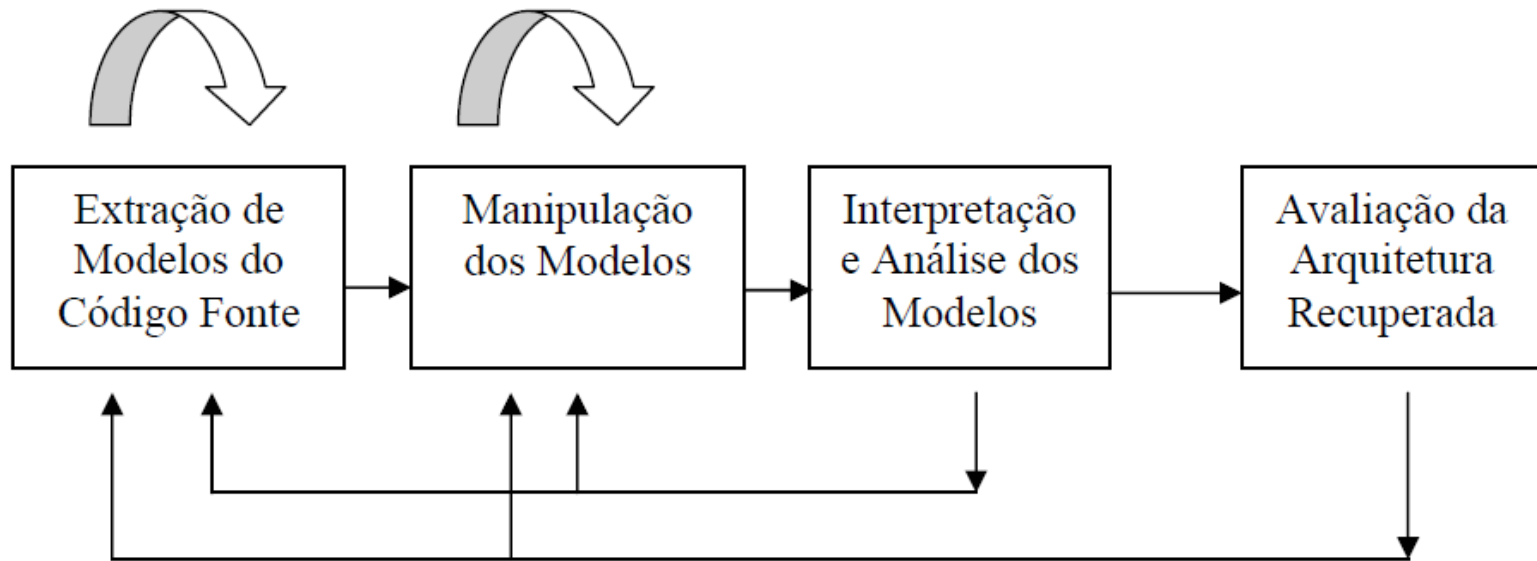 Extração de
Modelos do
Código Fonte
Manipulação
dos Modelos
Interpretação
e Análise dos
Modelos
Avaliação da
Arquitetura
Recuperada